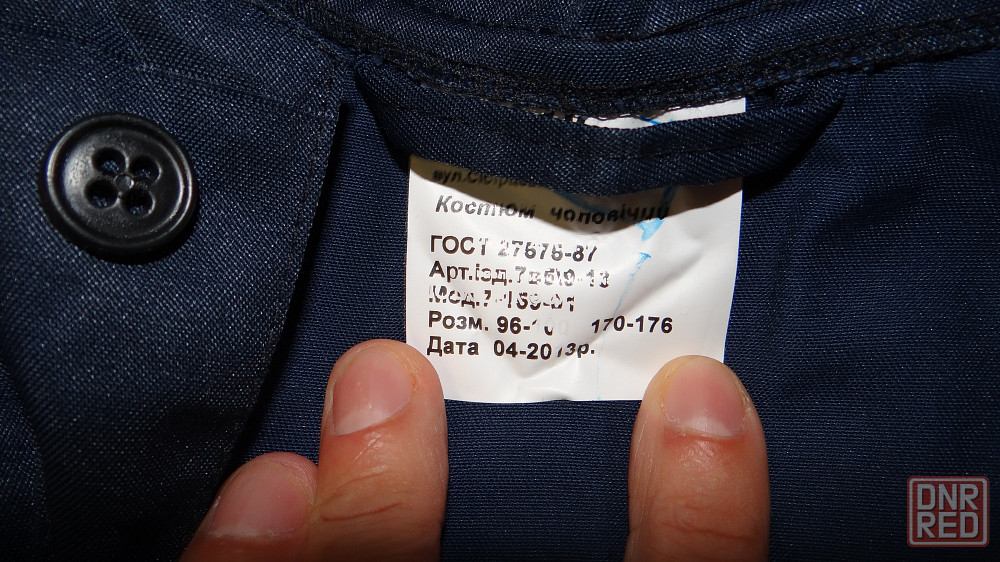 Костюм чоловічий
ГОСТ 27575-87
Розм. 96-100 170-176
Дата 04-2013р.
DNR
RED